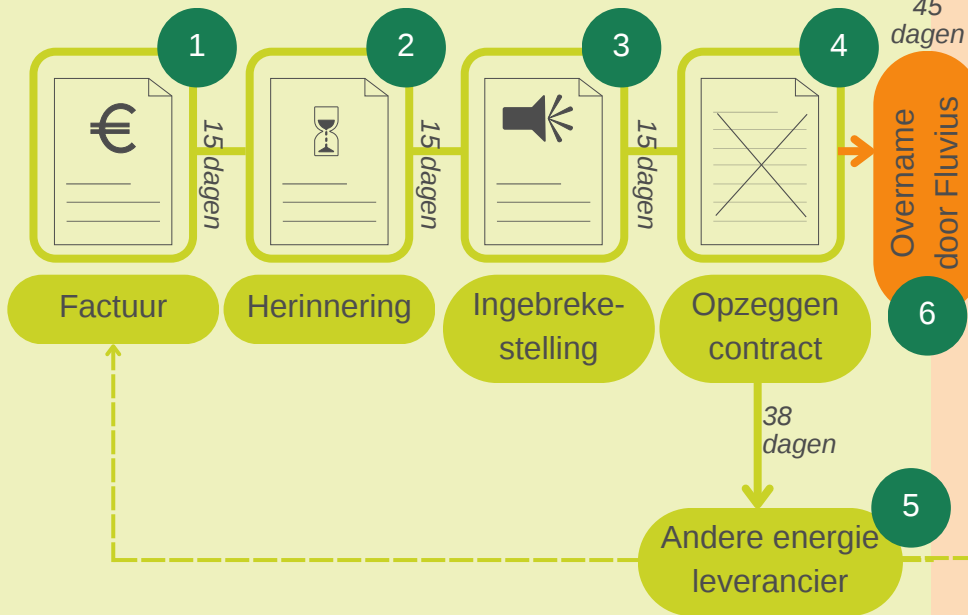 1
2
3
4
45
dagen
€
15 dagen
15 dagen
15 dagen
Overname
door Fluvius
Factuur
Herinnering
Ingebreke-
stelling
Opzeggen
contract
6
38
dagen
5
Andere energie
leverancier